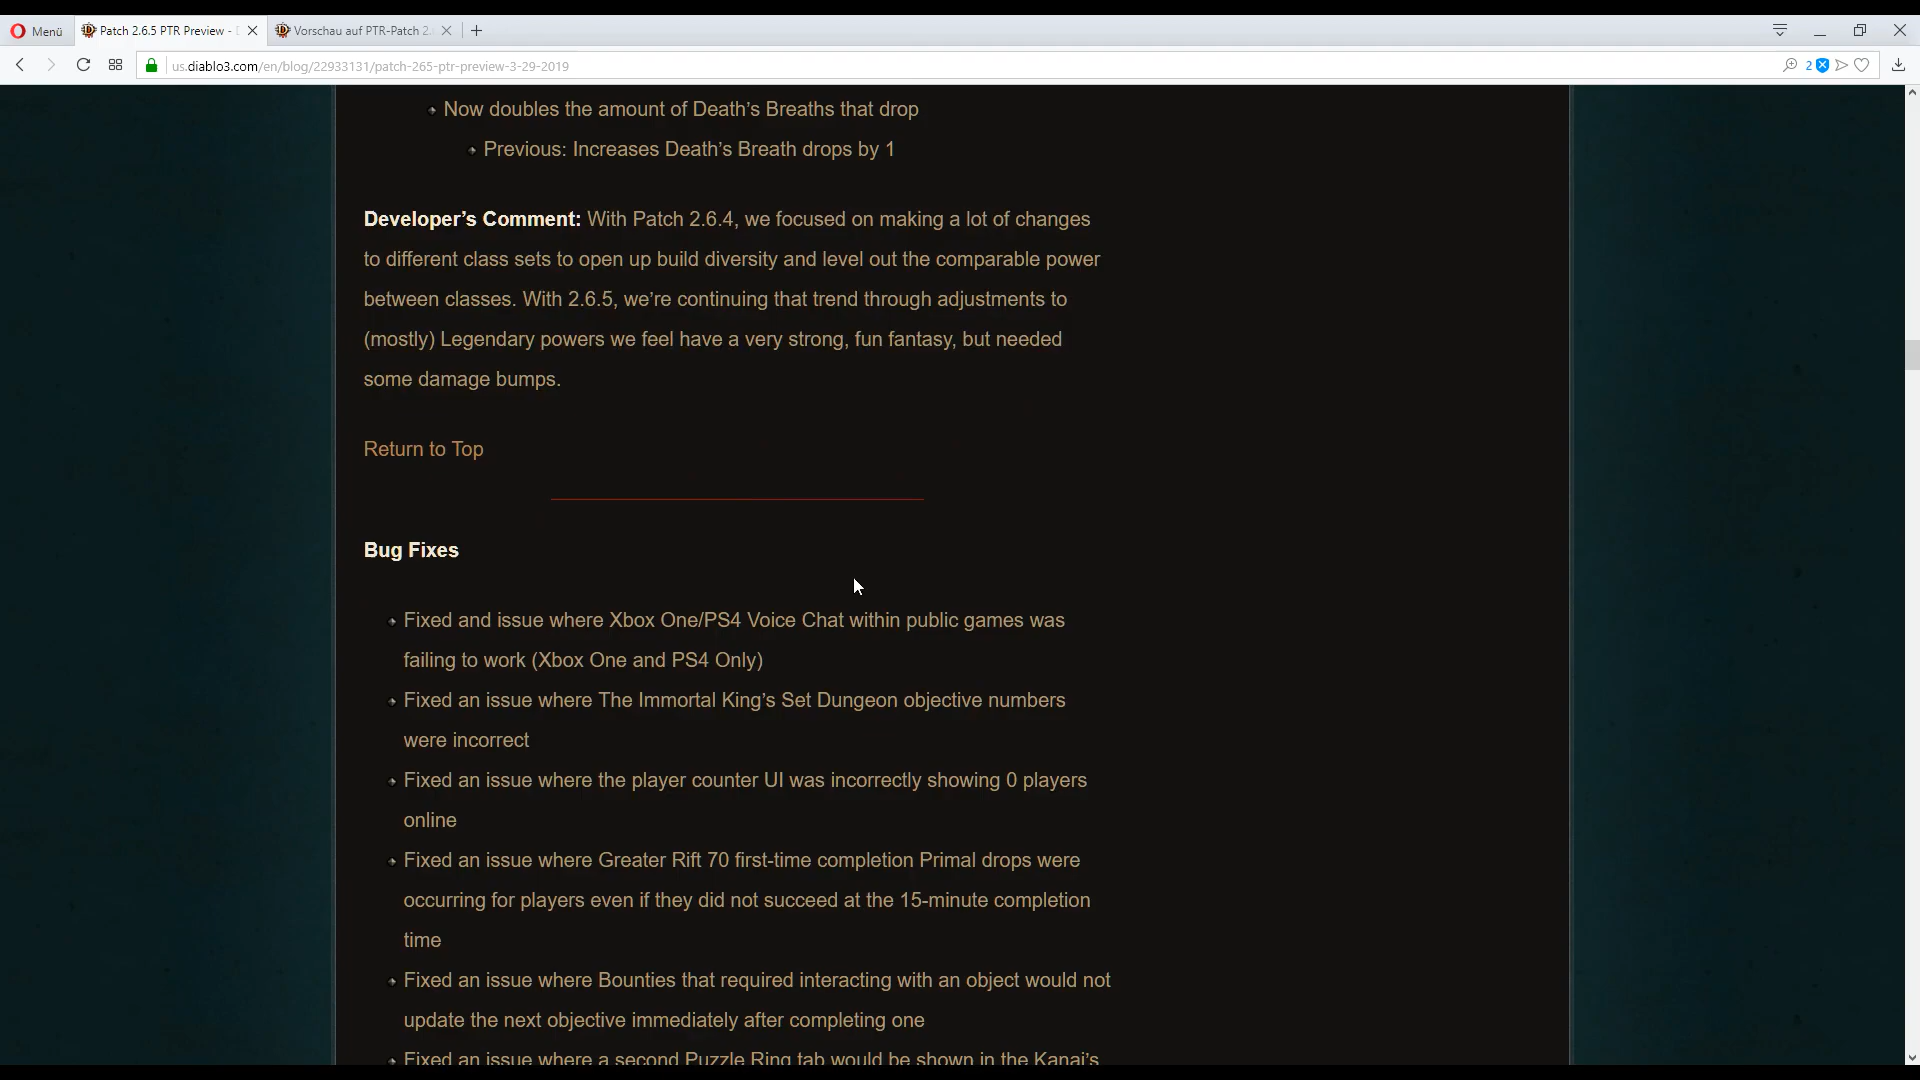 Menü
Patch 2.6.5 PTR Preview -
Vorschau auf PTR-Patch 2.
us.diablo3.com/en/blog/22933131/patch-265-ptr-preview-3-29-2019
2
Now doubles the amount of Death’s Breaths that drop
Previous: Increases Death’s Breath drops by 1
Developer’s Comment: With Patch 2.6.4, we focused on making a lot of changes
to different class sets to open up build diversity and level out the comparable power
between classes. With 2.6.5, we’re continuing that trend through adjustments to
(mostly) Legendary powers we feel have a very strong, fun fantasy, but needed
some damage bumps.
Return to Top
Bug Fixes
Fixed and issue where Xbox One/PS4 Voice Chat within public games was
failing to work (Xbox One and PS4 Only)
Fixed an issue where The Immortal King’s Set Dungeon objective numbers
were incorrect
Fixed an issue where the player counter UI was incorrectly showing 0 players
online
Fixed an issue where Greater Rift 70 first-time completion Primal drops were
occurring for players even if they did not succeed at the 15-minute completion
time
Fixed an issue where Bounties that required interacting with an object would not
update the next objective immediately after completing one
Fixed an issue where a second Puzzle Ring tab would be shown in the Kanai’s